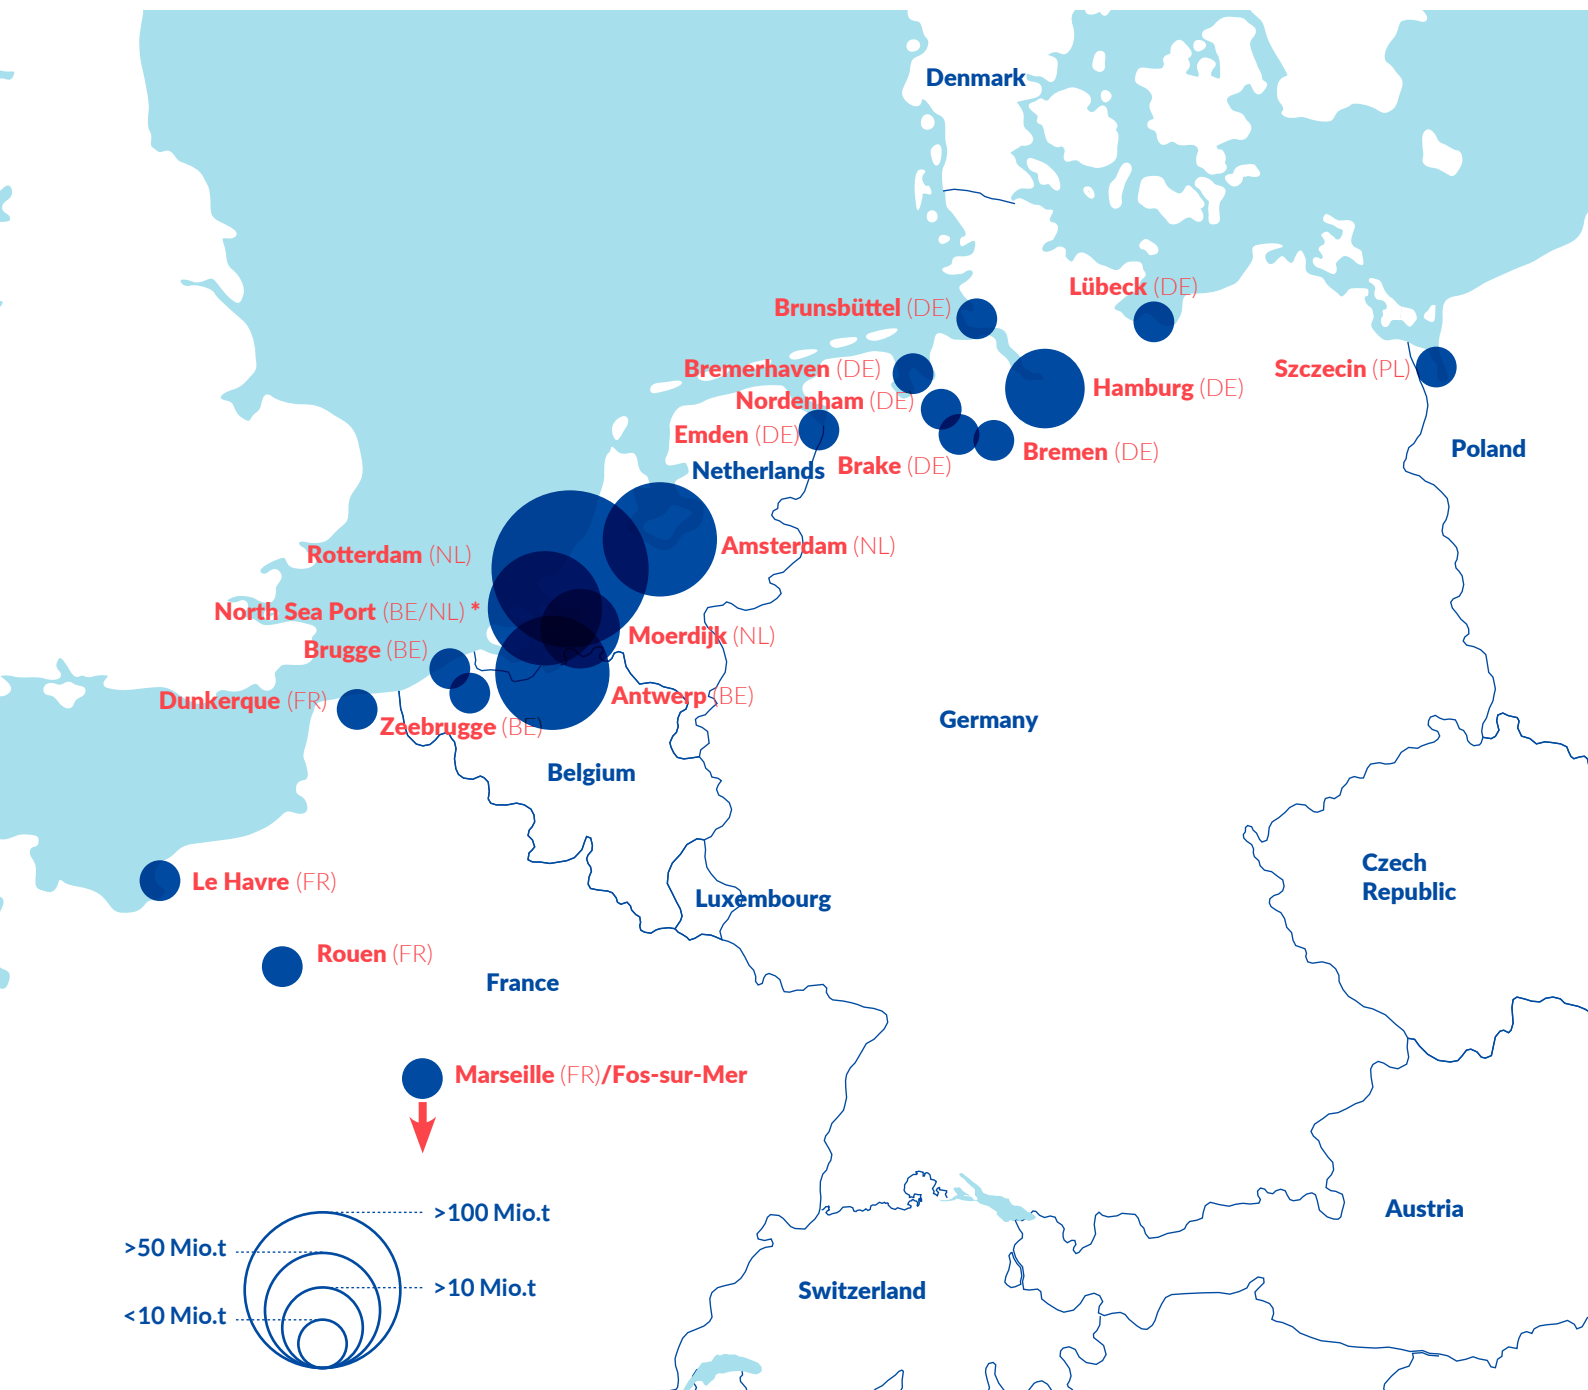 Denmark
Lübeck (DE)
Brunsbüttel (DE)
Bremerhaven (DE)
Szczecin (PL)
Hamburg (DE)
Nordenham (DE)
Emden (DE)
Poland
Bremen (DE)
Brake (DE)
Netherlands
Rotterdam (NL)
Amsterdam (NL)
North Sea Port (BE/NL) *
Moerdijk (NL)
Brugge (BE)
Antwerp (BE)
Dunkerque (FR)
Germany
Zeebrugge (BE)
Belgium
Czech
Republic
Le Havre (FR)
Luxembourg
Rouen (FR)
France
Marseille (FR)/Fos-sur-Mer
Austria
>100 Mio.t
>50 Mio.t
>10 Mio.t
Switzerland
<10 Mio.t